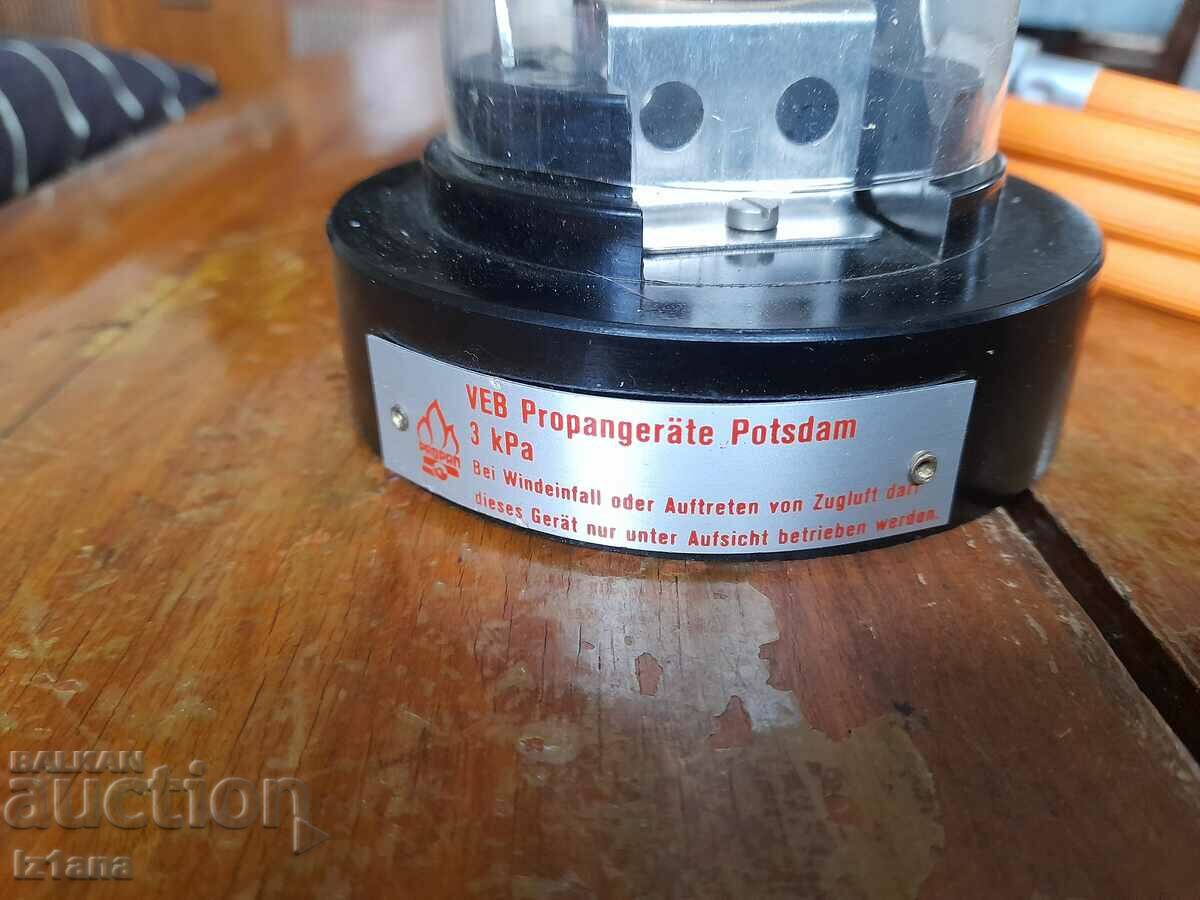 VEB Propangeräte Potsdam
3 kPa
PROPAN
Bei Windeinfall oder Auftreten von Zugluft darf
dieses Gerät nur unter Aufsicht betrieben werden.
BALKAN
auction
iz1ana